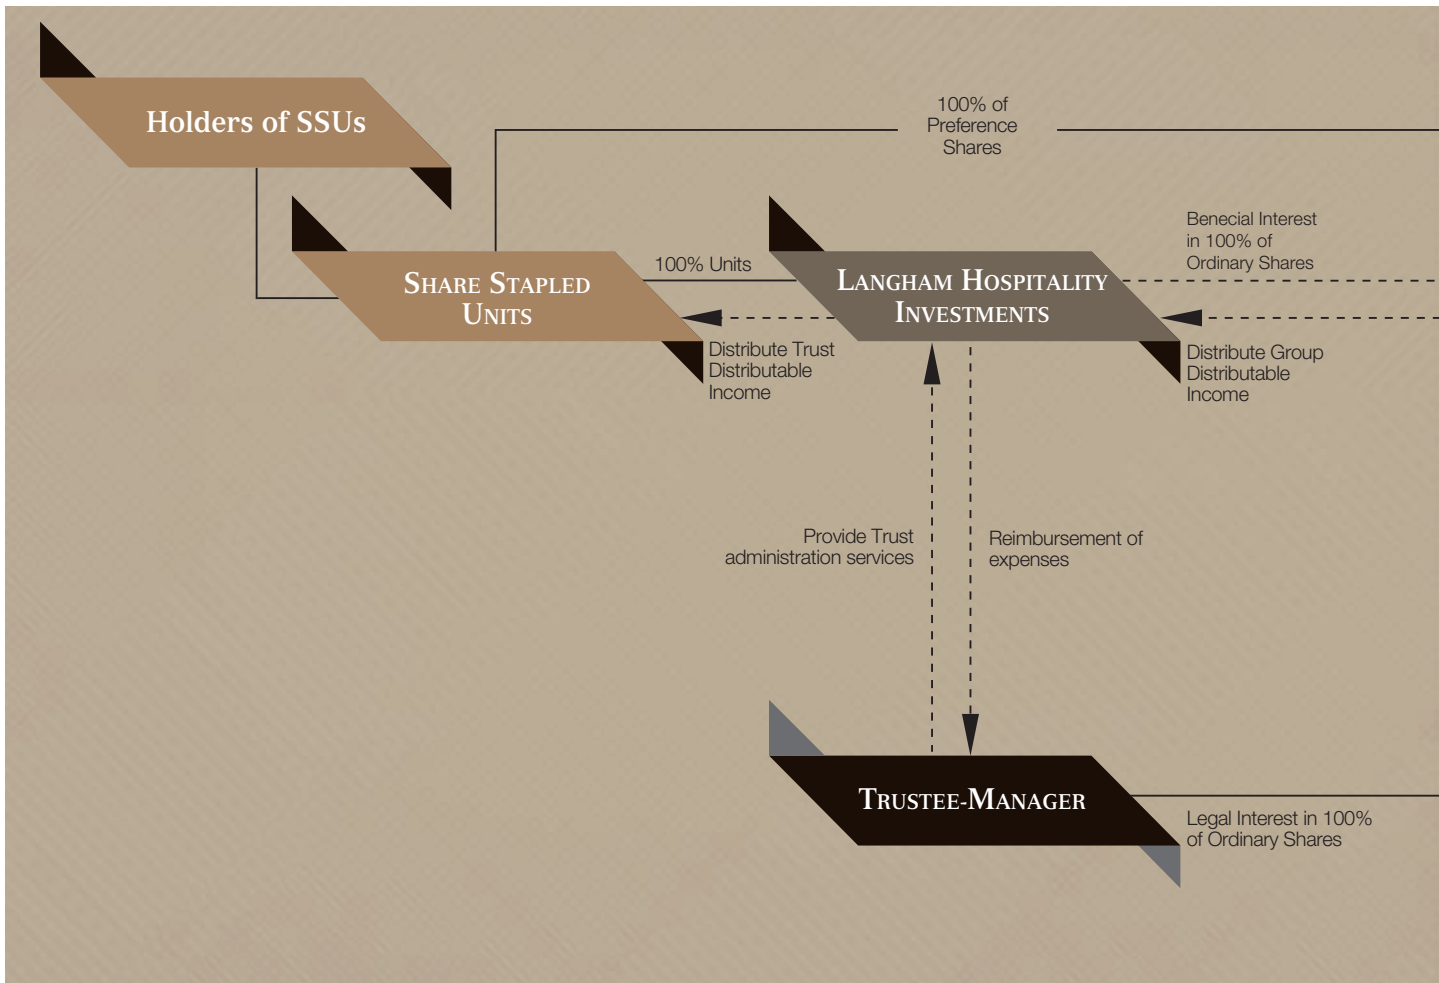 Holders of SSUs
100% of
Preference
Shares
Benecial Interest
in 100% of
Ordinary Shares
SHARE STAPLED
UNITS
100% Units
LANGHAM HOSPITALITY
INVESTMENTS
Distribute Trust
Distributable
Income
Distribute Group
Distributable
Income
Provide Trust
administration services
Reimbursement of
expenses
TRUSTEE-MANAGER
Legal Interest in 100%
of Ordinary Shares